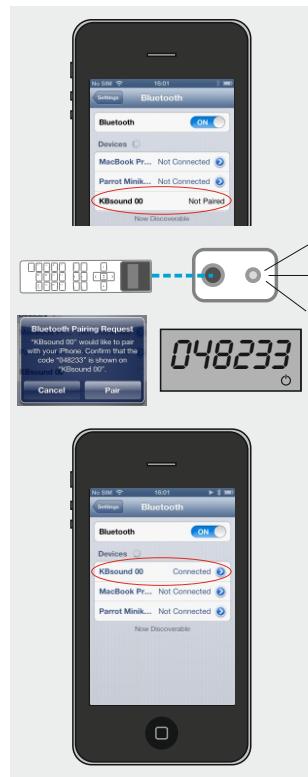 No SIM 16:01
Settings Bluetooth
Bluetooth ON
Devices
MacBook Pr... Not Connected
Parrot Minik... Not Connected
KBsound 00 Not Paired
Now Discoverable
Bluetooth Pairing Request
"KBsound 00" would like to pair
with your iPhone. Confirm that the
code "048233" is shown on
"KBsound 00".
Cancel Pair
048233
No SIM 16:01
Settings Bluetooth
Bluetooth ON
Devices
KBsound 00 Connected
MacBook Pr... Not Connected
Parrot Minik... Not Connected
Now Discoverable